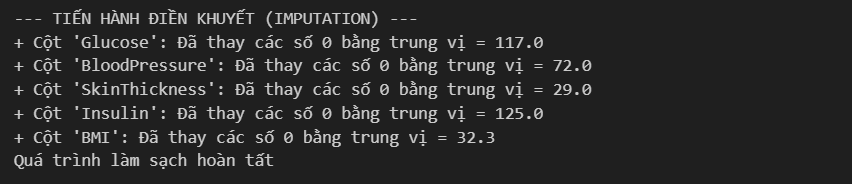 --- TIẾN HÀNH ĐIỀN KHUYẾT (IMPUTATION) ---
+ Cột 'Glucose': Đã thay các số 0 bằng trung vị = 117.0
+ Cột 'BloodPressure': Đã thay các số 0 bằng trung vị = 72.0
+ Cột 'SkinThickness': Đã thay các số 0 bằng trung vị = 29.0
+ Cột 'Insulin': Đã thay các số 0 bằng trung vị = 125.0
+ Cột 'BMI': Đã thay các số 0 bằng trung vị = 32.3
Quá trình làm sạch hoàn tất